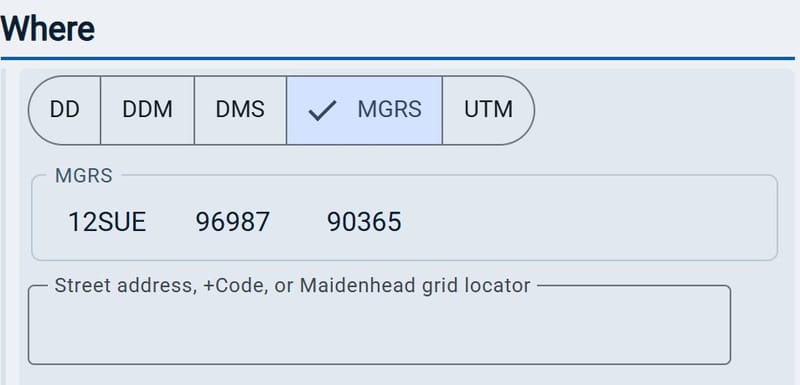 Where
DD DDM DMS MGRS UTM
MGRS
12SUE 96987 90365
Street address, +Code, or Maidenhead grid locator